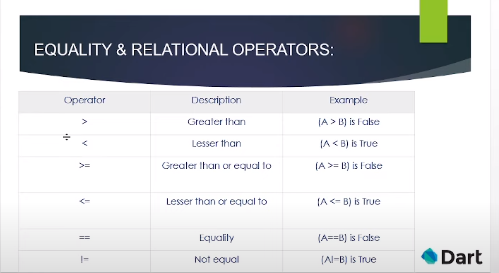 EQUALITY & RELATIONAL OPERATORS:
Operator Description Example
> Greater than (A > B) is False
< Lesser than (A < B) is True
>= Greater than or equal to (A >= B) is False
<= Lesser than or equal to (A <= B) is True
== Equality (A==B) is False
!= Not equal (A!=B) is True
Dart